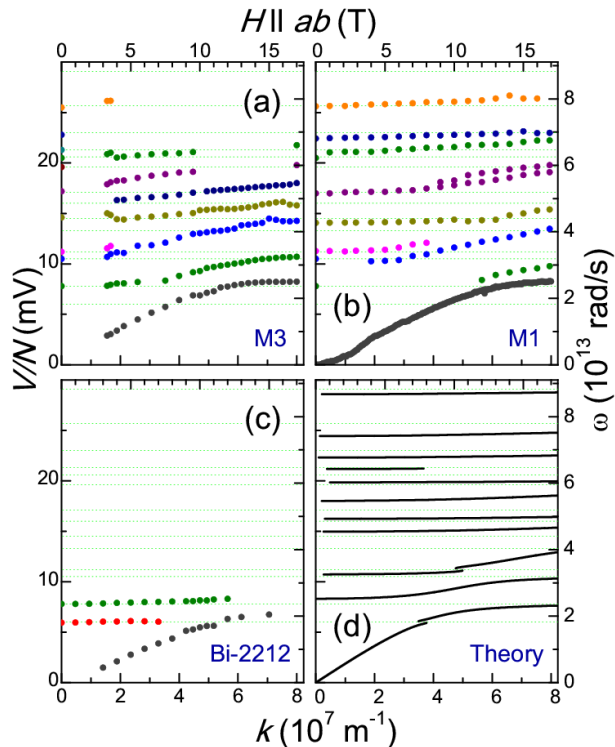 H || ab (T)
0 5 10 15 0 5 10 15
(a)
20
10
0
M3
(b)
M1
8
6
4
2
0
V/N (mV)
ω (10¹³ rad/s)
(c)
20
10
0
Bi-2212
(d)
Theory
8
6
4
2
0
0 2 4 6 8 0 2 4 6 8
k (10⁷ m⁻¹)